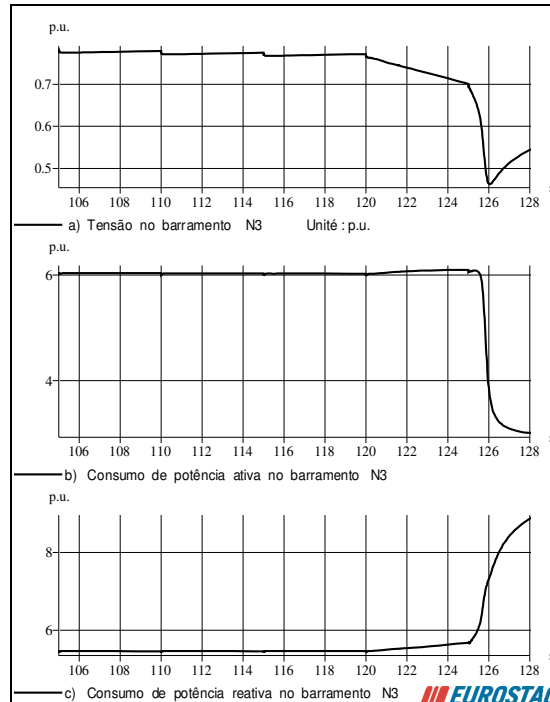 p.u.
0.7
0.6
0.5
106 108 110 112 114 116 118 120 122 124 126 128
s
a) Tensão no barramento N3 Unité : p.u.
p.u.
6
4
106 108 110 112 114 116 118 120 122 124 126 128
s
b) Consumo de potência ativa no barramento N3
p.u.
8
6
106 108 110 112 114 116 118 120 122 124 126 128
s
c) Consumo de potência reativa no barramento N3
EUROSTAG